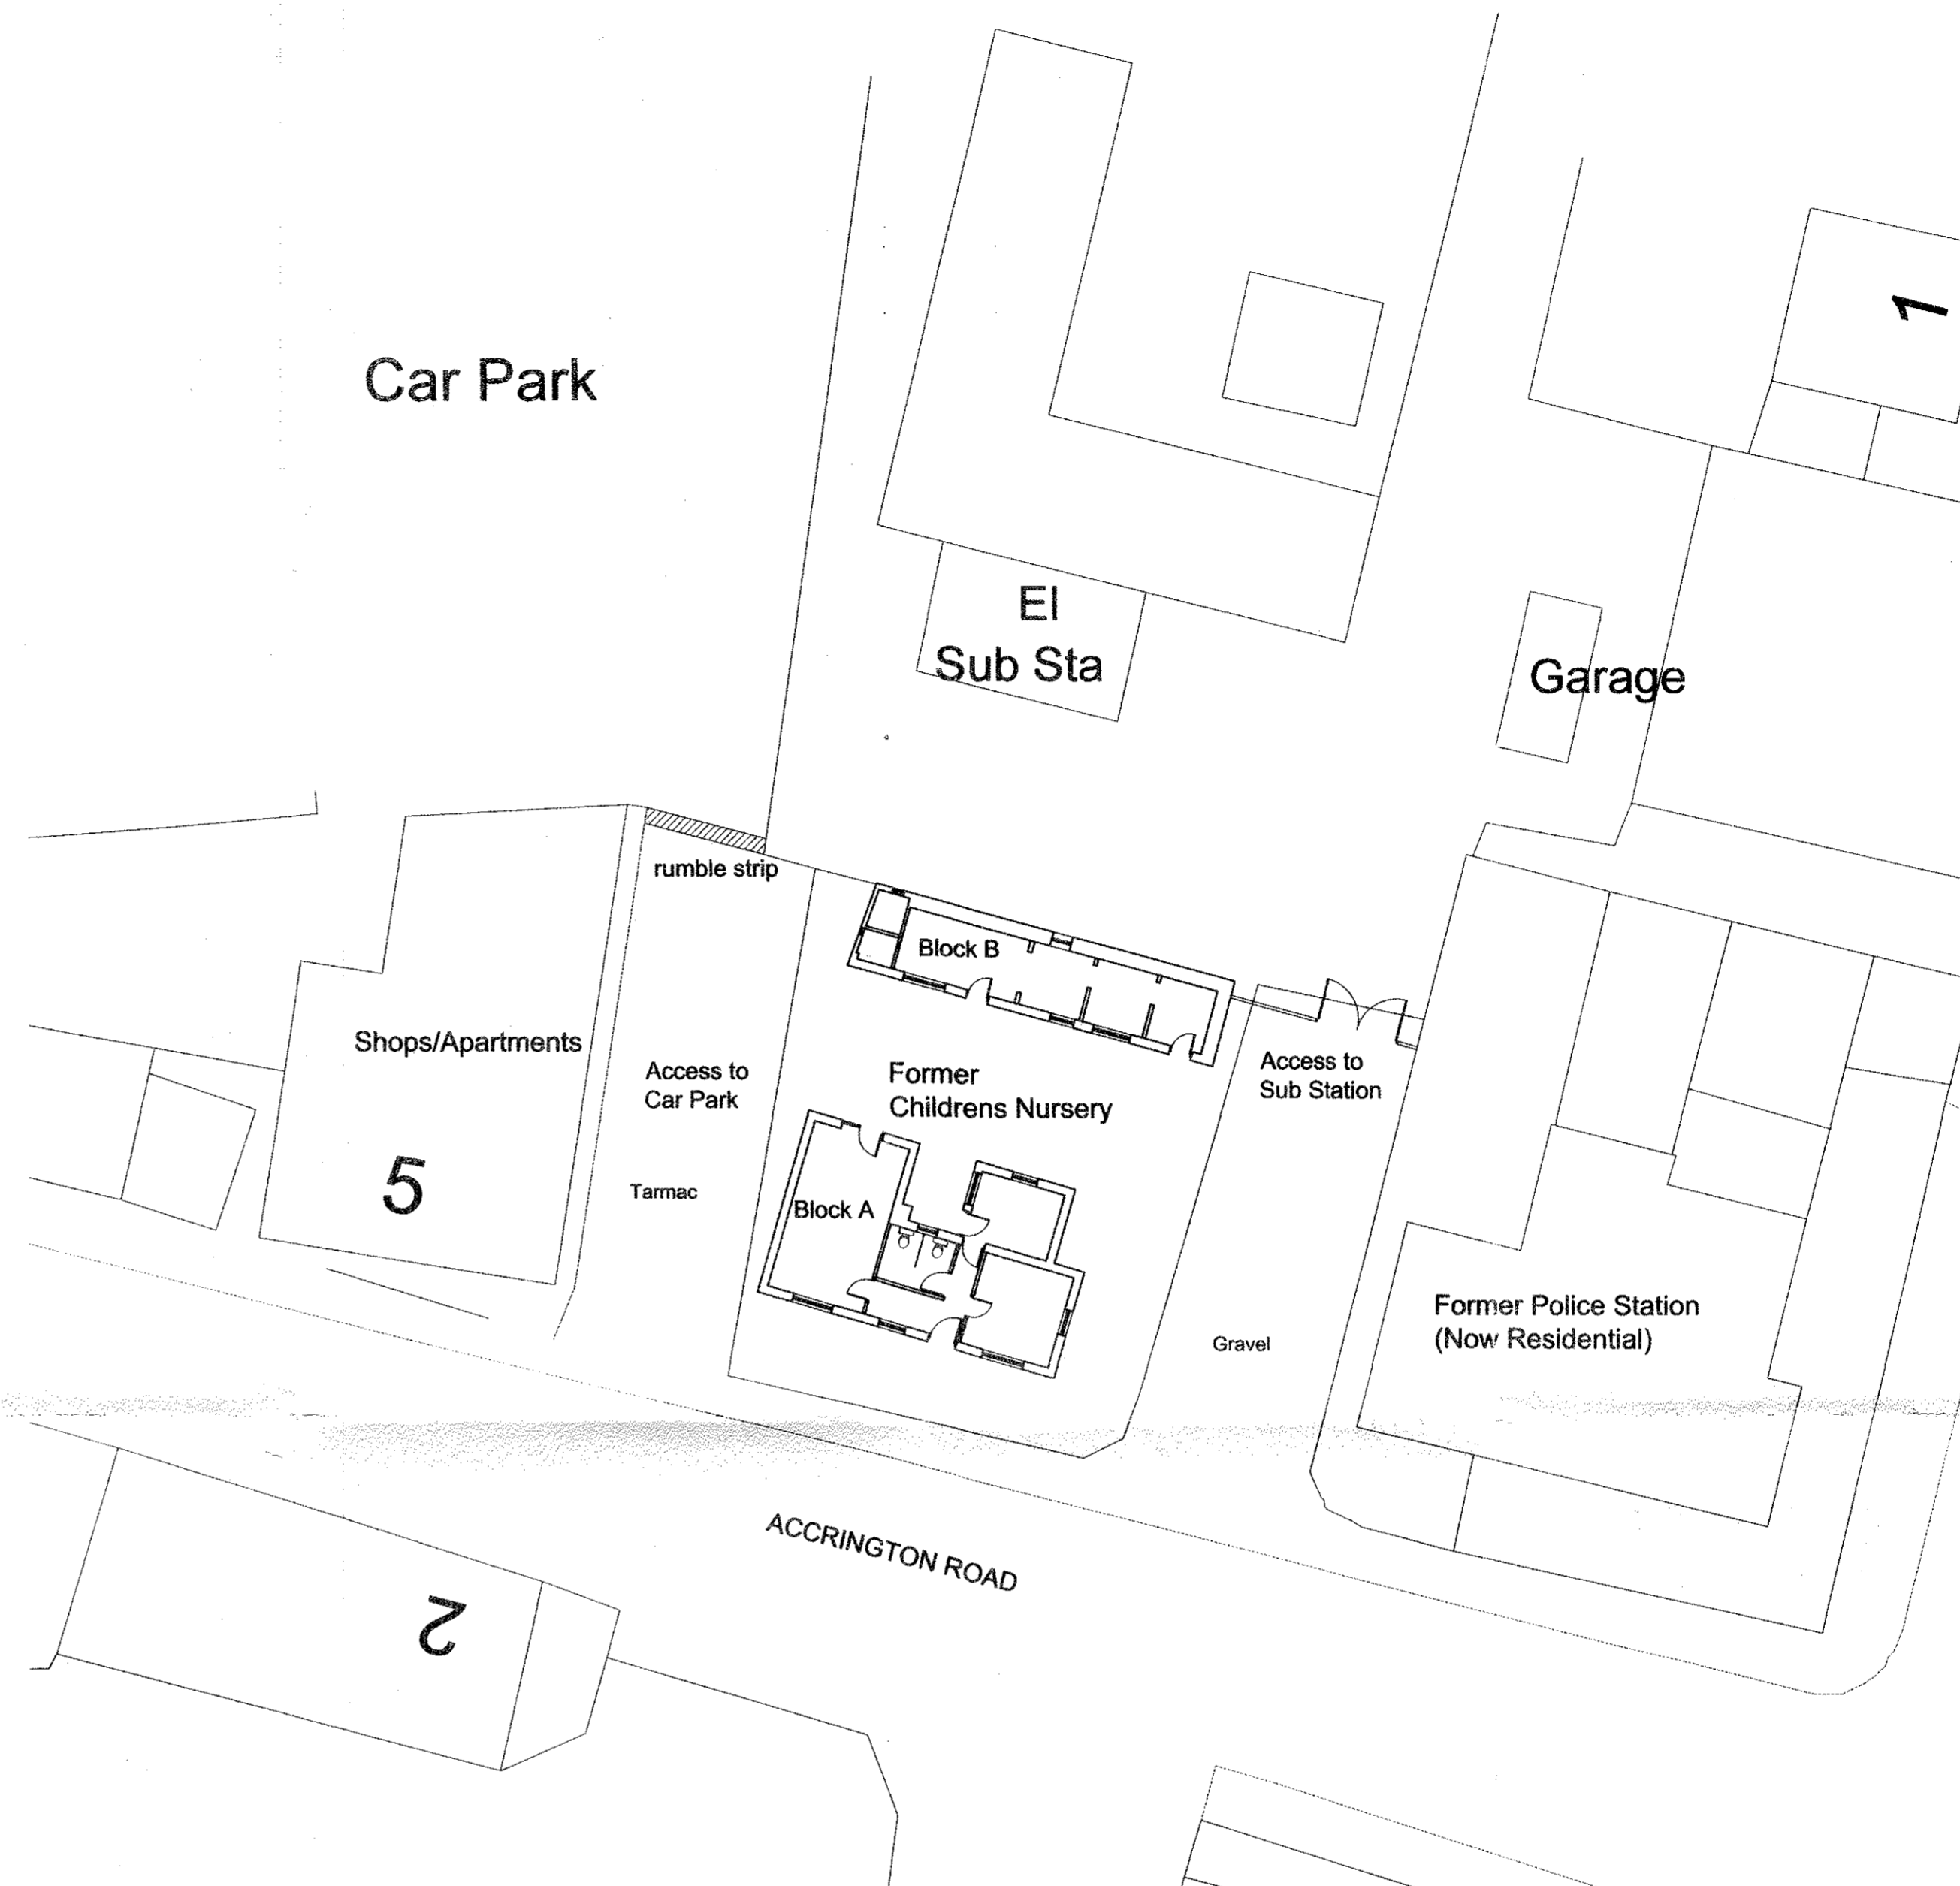 1
Car Park
El
Sub Sta
Garage
rumble strip
Block B
Shops/Apartments
Access to
Car Park
Former
Childrens Nursery
Access to
Sub Station
5
Tarmac
Block A
Former Police Station
(Now Residential)
Gravel
ACCRINGTON ROAD
2